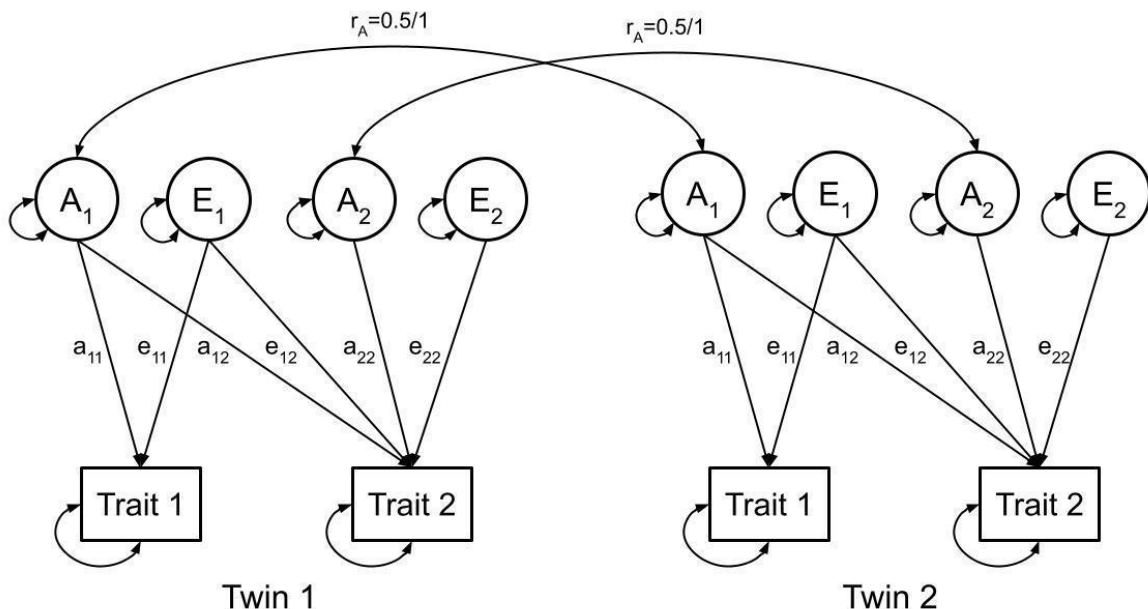 r_A=0.5/1 r_A=0.5/1
A_1 E_1 A_2 E_2 A_1 E_1 A_2 E_2
a_11 e_11 a_12 e_12 a_22 e_22 a_11 e_11 a_12 e_12 a_22 e_22
Trait 1 Trait 2 Trait 1 Trait 2
Twin 1 Twin 2